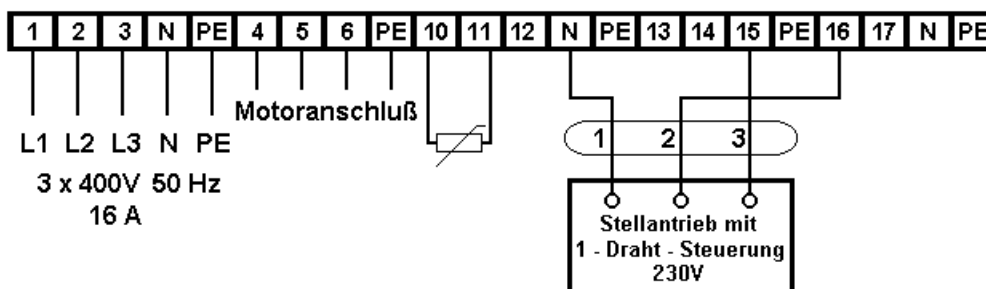 1 2 3 N PE 4 5 6 PE 10 11 12 N PE 13 14 15 PE 16 17 N PE
Motoranschluß
L1 L2 L3 N PE
1 2 3
3 x 400V 50 Hz
16 A
Stellantrieb mit
1 - Draht - Steuerung
230V